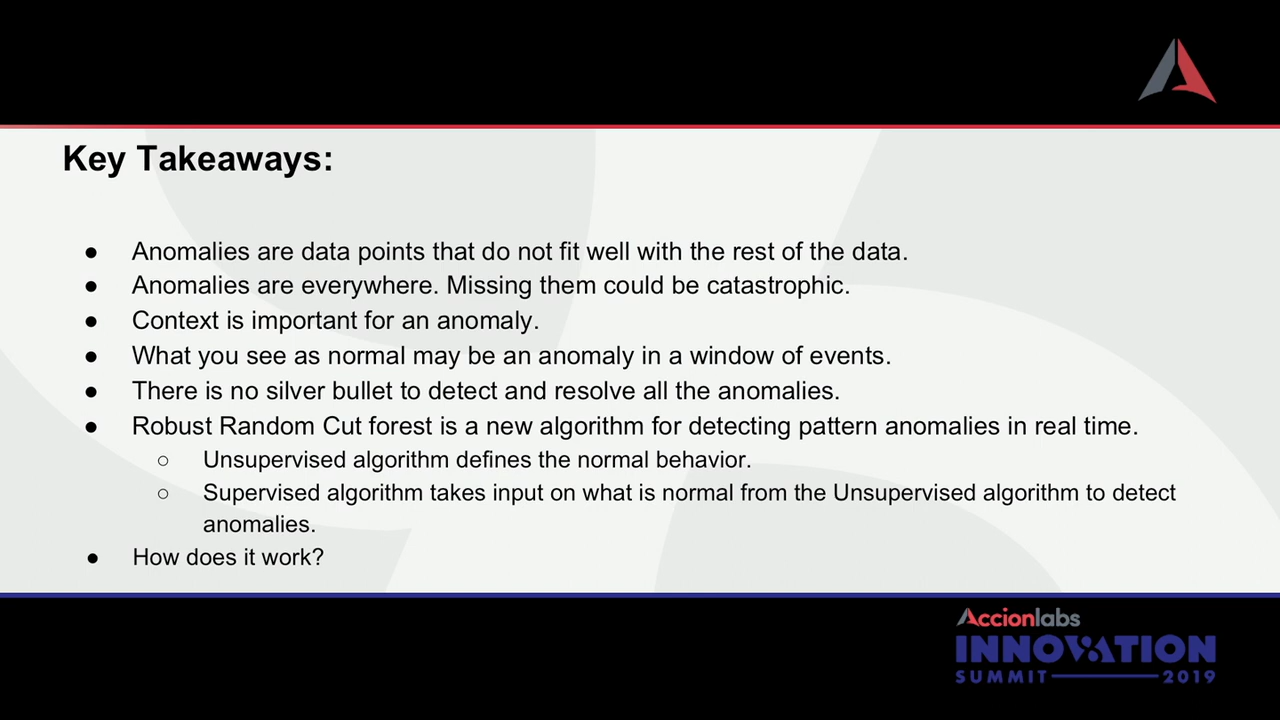 Key Takeaways:
● Anomalies are data points that do not fit well with the rest of the data.
● Anomalies are everywhere. Missing them could be catastrophic.
● Context is important for an anomaly.
● What you see as normal may be an anomaly in a window of events.
● There is no silver bullet to detect and resolve all the anomalies.
● Robust Random Cut forest is a new algorithm for detecting pattern anomalies in real time.
○ Unsupervised algorithm defines the normal behavior.
○ Supervised algorithm takes input on what is normal from the Unsupervised algorithm to detect
anomalies.
● How does it work?
Accionlabs
INNOVATION
SUMMIT 2019